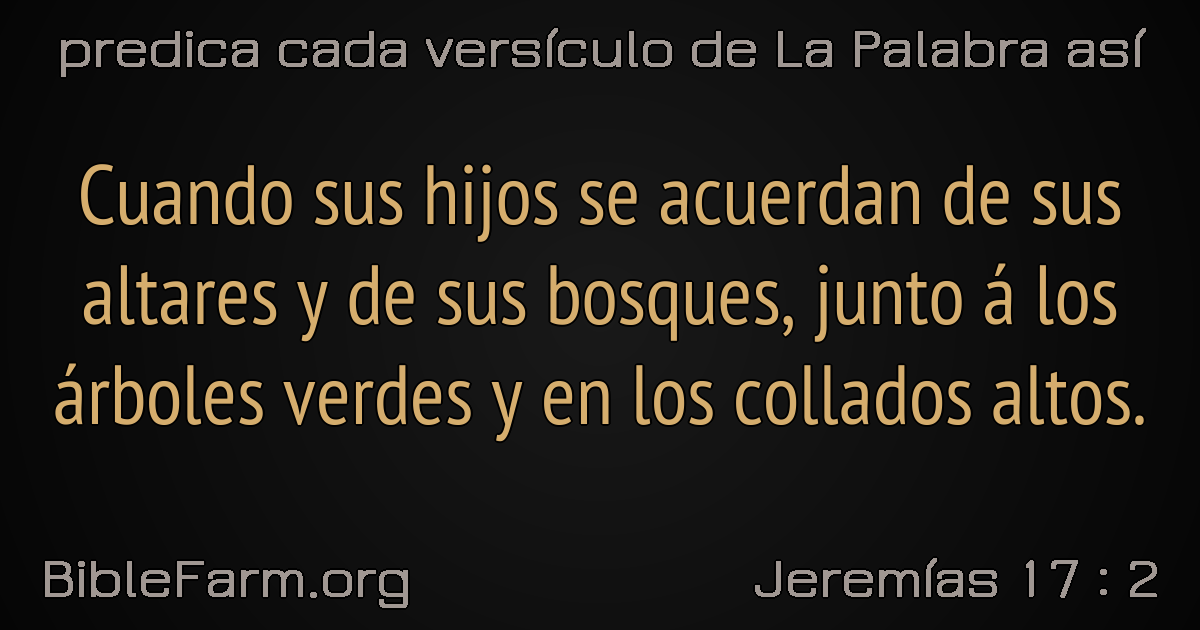 predica cada versículo de La Palabra así
Cuando sus hijos se acuerdan de sus
altares y de sus bosques, junto á los
árboles verdes y en los collados altos.
BibleFarm.org
Jeremías 17 : 2